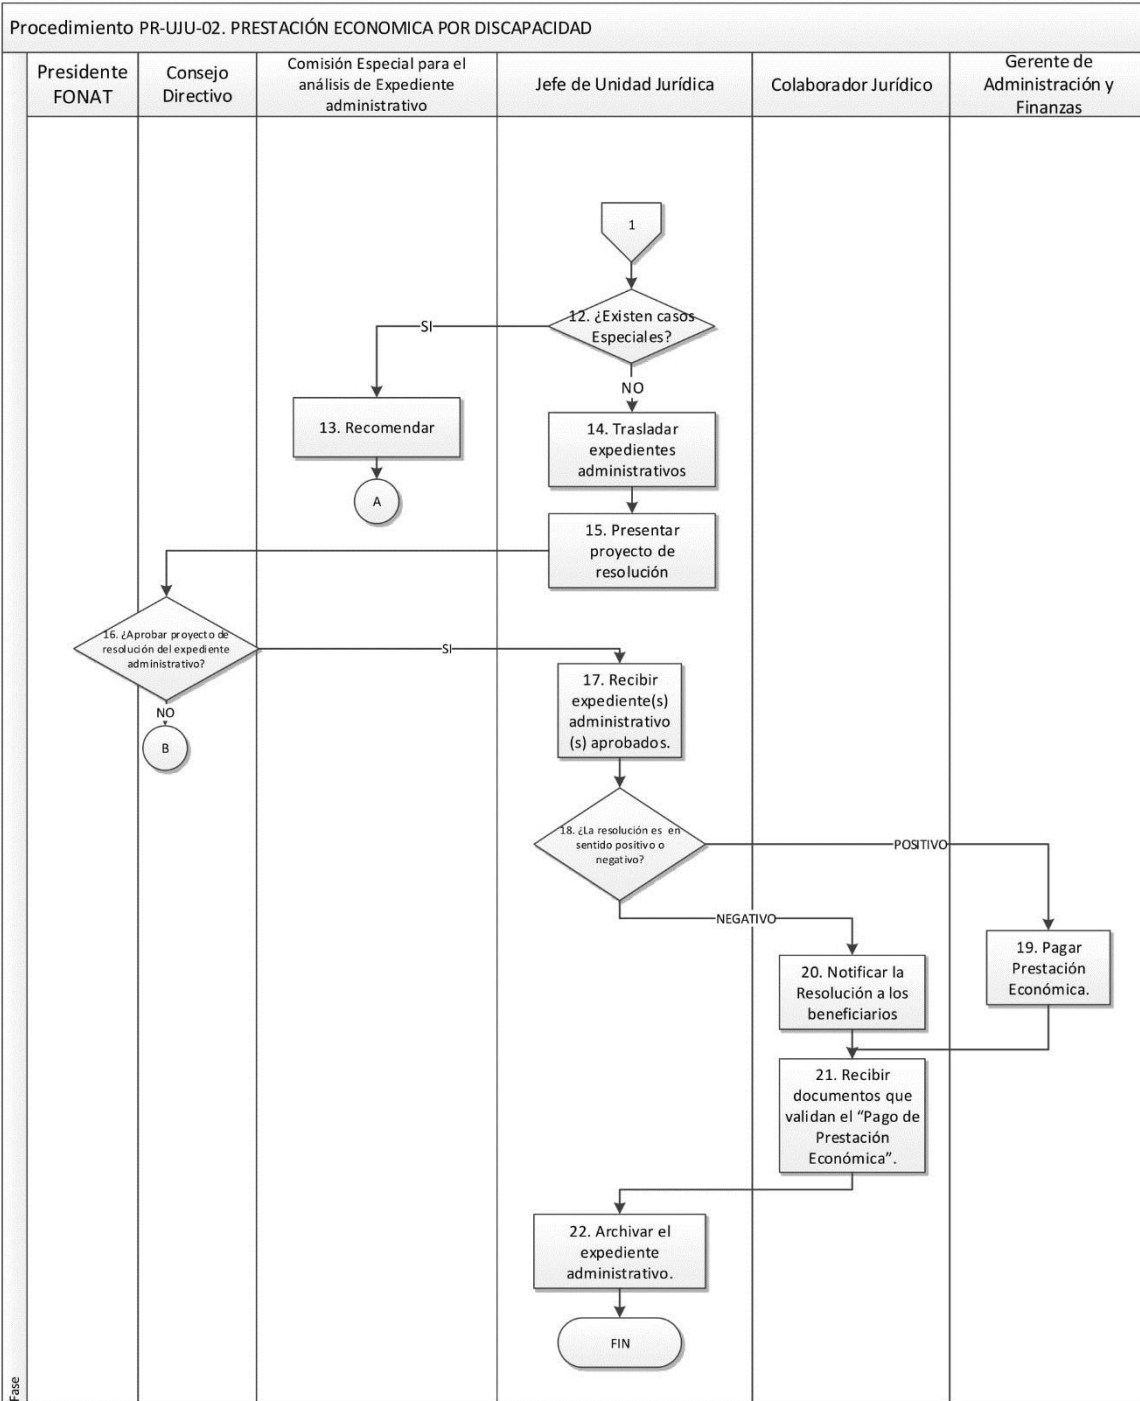 Procedimiento PR-UJU-02. PRESTACIÓN ECONOMICA POR DISCAPACIDAD
Presidente
FONAT
Consejo
Directivo
Comisión Especial para el
análisis de Expediente
administrativo
Jefe de Unidad Jurídica
Colaborador Jurídico
Gerente de
Administración y
Finanzas
1
12. ¿Existen casos
Especiales?
SI
NO
13. Recomendar
A
14. Trasladar
expedientes
administrativos
15. Presentar
proyecto de
resolución
16. ¿Aprobar proyecto de
resolución del expediente
administrativo?
SI
NO
B
17. Recibir
expediente(s)
administrativo
(s) aprobados.
18. ¿La resolución es en
sentido positivo o
negativo?
POSITIVO
NEGATIVO
19. Pagar
Prestación
Económica.
20. Notificar la
Resolución a los
beneficiarios
21. Recibir
documentos que
validan el “Pago de
Prestación
Económica”.
22. Archivar el
expediente
administrativo.
FIN
Fase